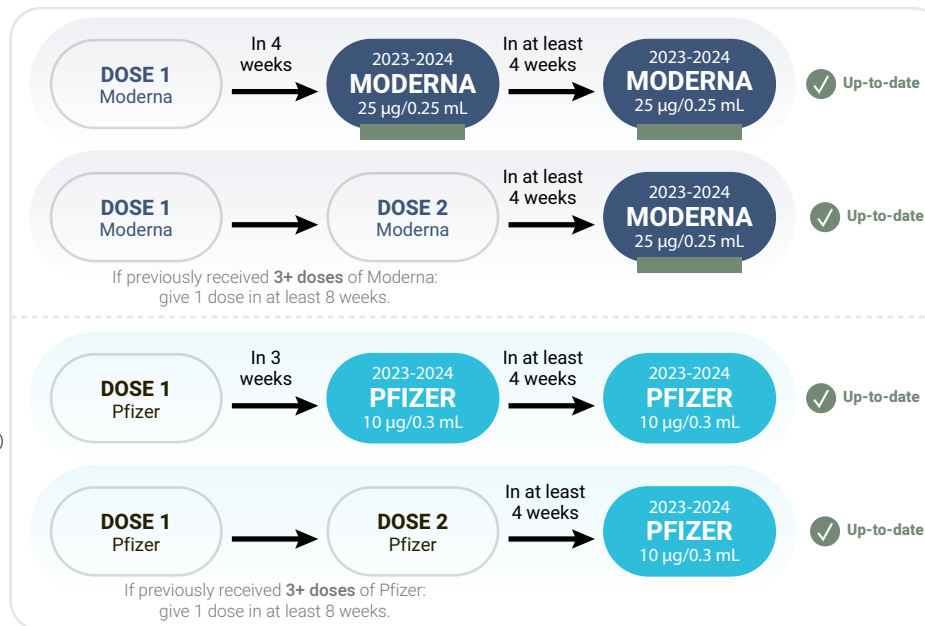 In 4
weeks
In at least
4 weeks
DOSE 1
Moderna
2023-2024
MODERNA
25 µg/0.25 mL
2023-2024
MODERNA
25 µg/0.25 mL
Up-to-date
In at least
4 weeks
DOSE 1
Moderna
DOSE 2
Moderna
2023-2024
MODERNA
25 µg/0.25 mL
Up-to-date
If previously received 3+ doses of Moderna:
give 1 dose in at least 8 weeks.
In 3
weeks
In at least
4 weeks
DOSE 1
Pfizer
2023-2024
PFIZER
10 µg/0.3 mL
2023-2024
PFIZER
10 µg/0.3 mL
Up-to-date
)
In at least
4 weeks
DOSE 1
Pfizer
DOSE 2
Pfizer
2023-2024
PFIZER
10 µg/0.3 mL
Up-to-date
If previously received 3+ doses of Pfizer:
give 1 dose in at least 8 weeks.